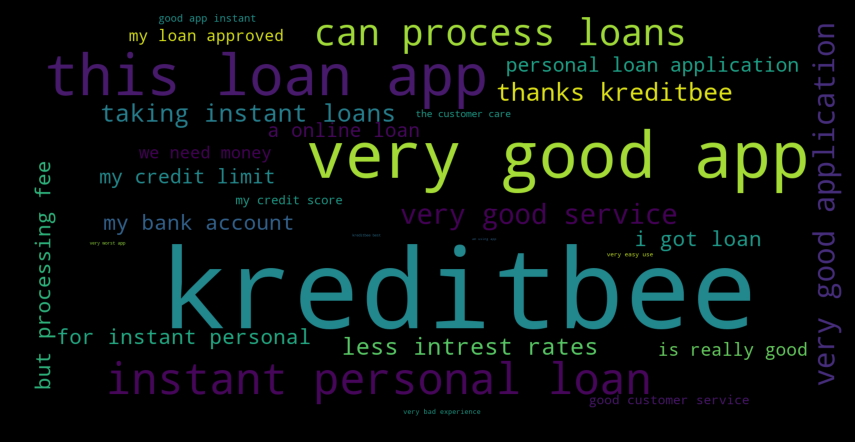 good app instant
my loan approved
can process loans
this loan app
personal loan application
thanks kreditbee
taking instant loans
the customer care
a online loan
very good app
we need money
my credit limit
my credit score
very good service
my bank account
i got loan
very worst app
very easy use
kreditbee
for instant personal
less intrest rates
is really good
instant personal loan
good customer service
very bad experience
but processing fee
very good application